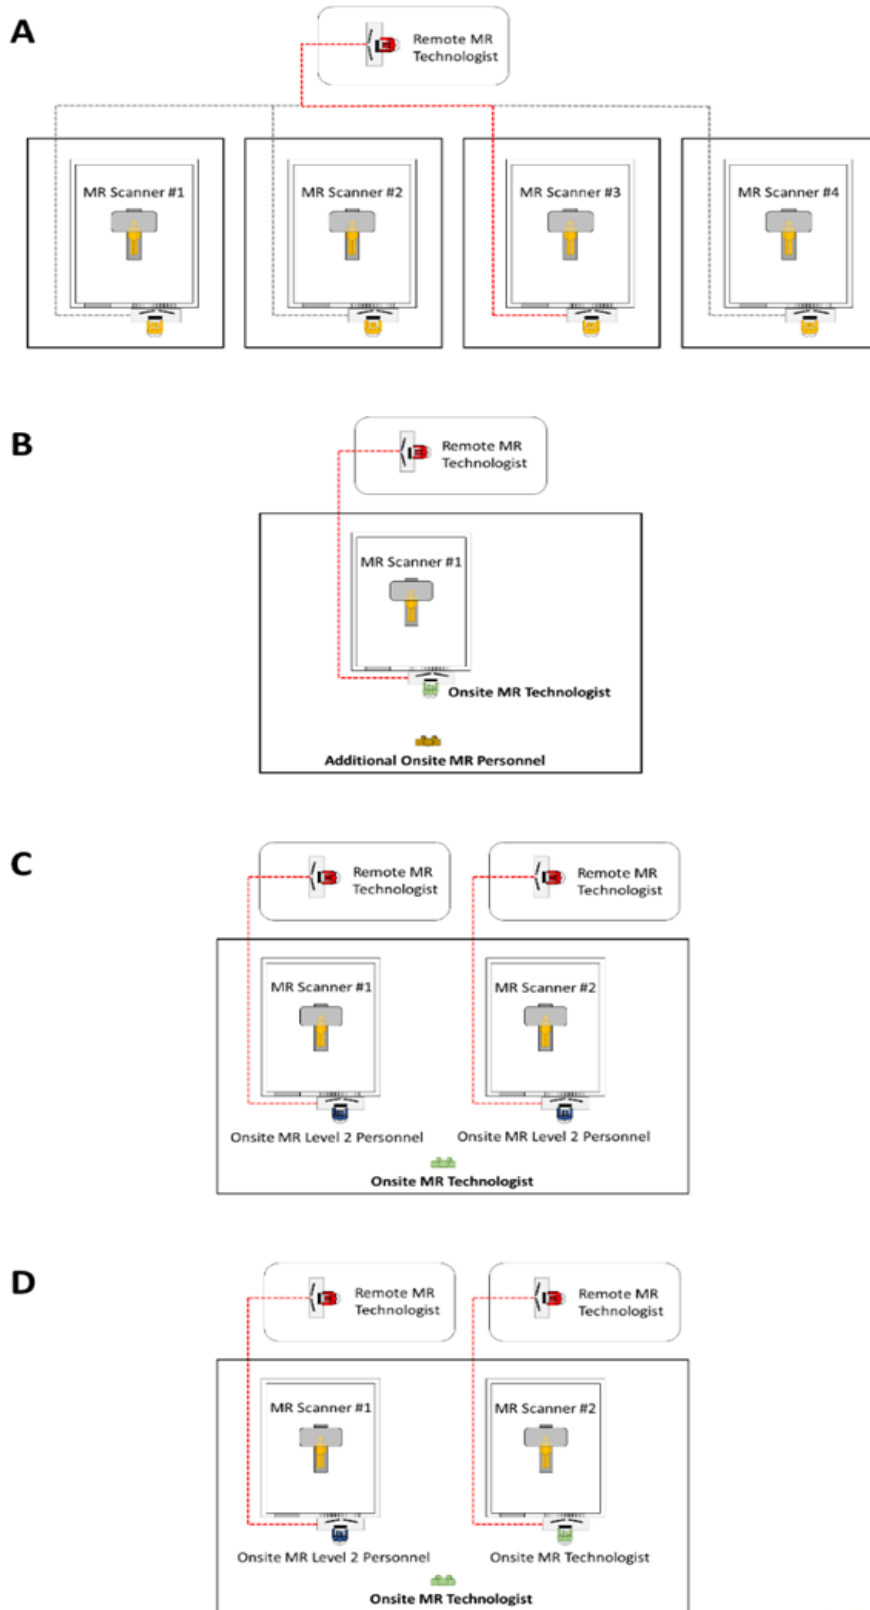 A
Remote MR
Technologist
MR Scanner #1
MR Scanner #2
MR Scanner #3
MR Scanner #4
B
Remote MR
Technologist
MR Scanner #1
Onsite MR Technologist
Additional Onsite MR Personnel
C
Remote MR
Technologist
Remote MR
Technologist
MR Scanner #1
MR Scanner #2
Onsite MR Level 2 Personnel
Onsite MR Level 2 Personnel
Onsite MR Technologist
D
Remote MR
Technologist
Remote MR
Technologist
MR Scanner #1
MR Scanner #2
Onsite MR Level 2 Personnel
Onsite MR Technologist
Onsite MR Technologist